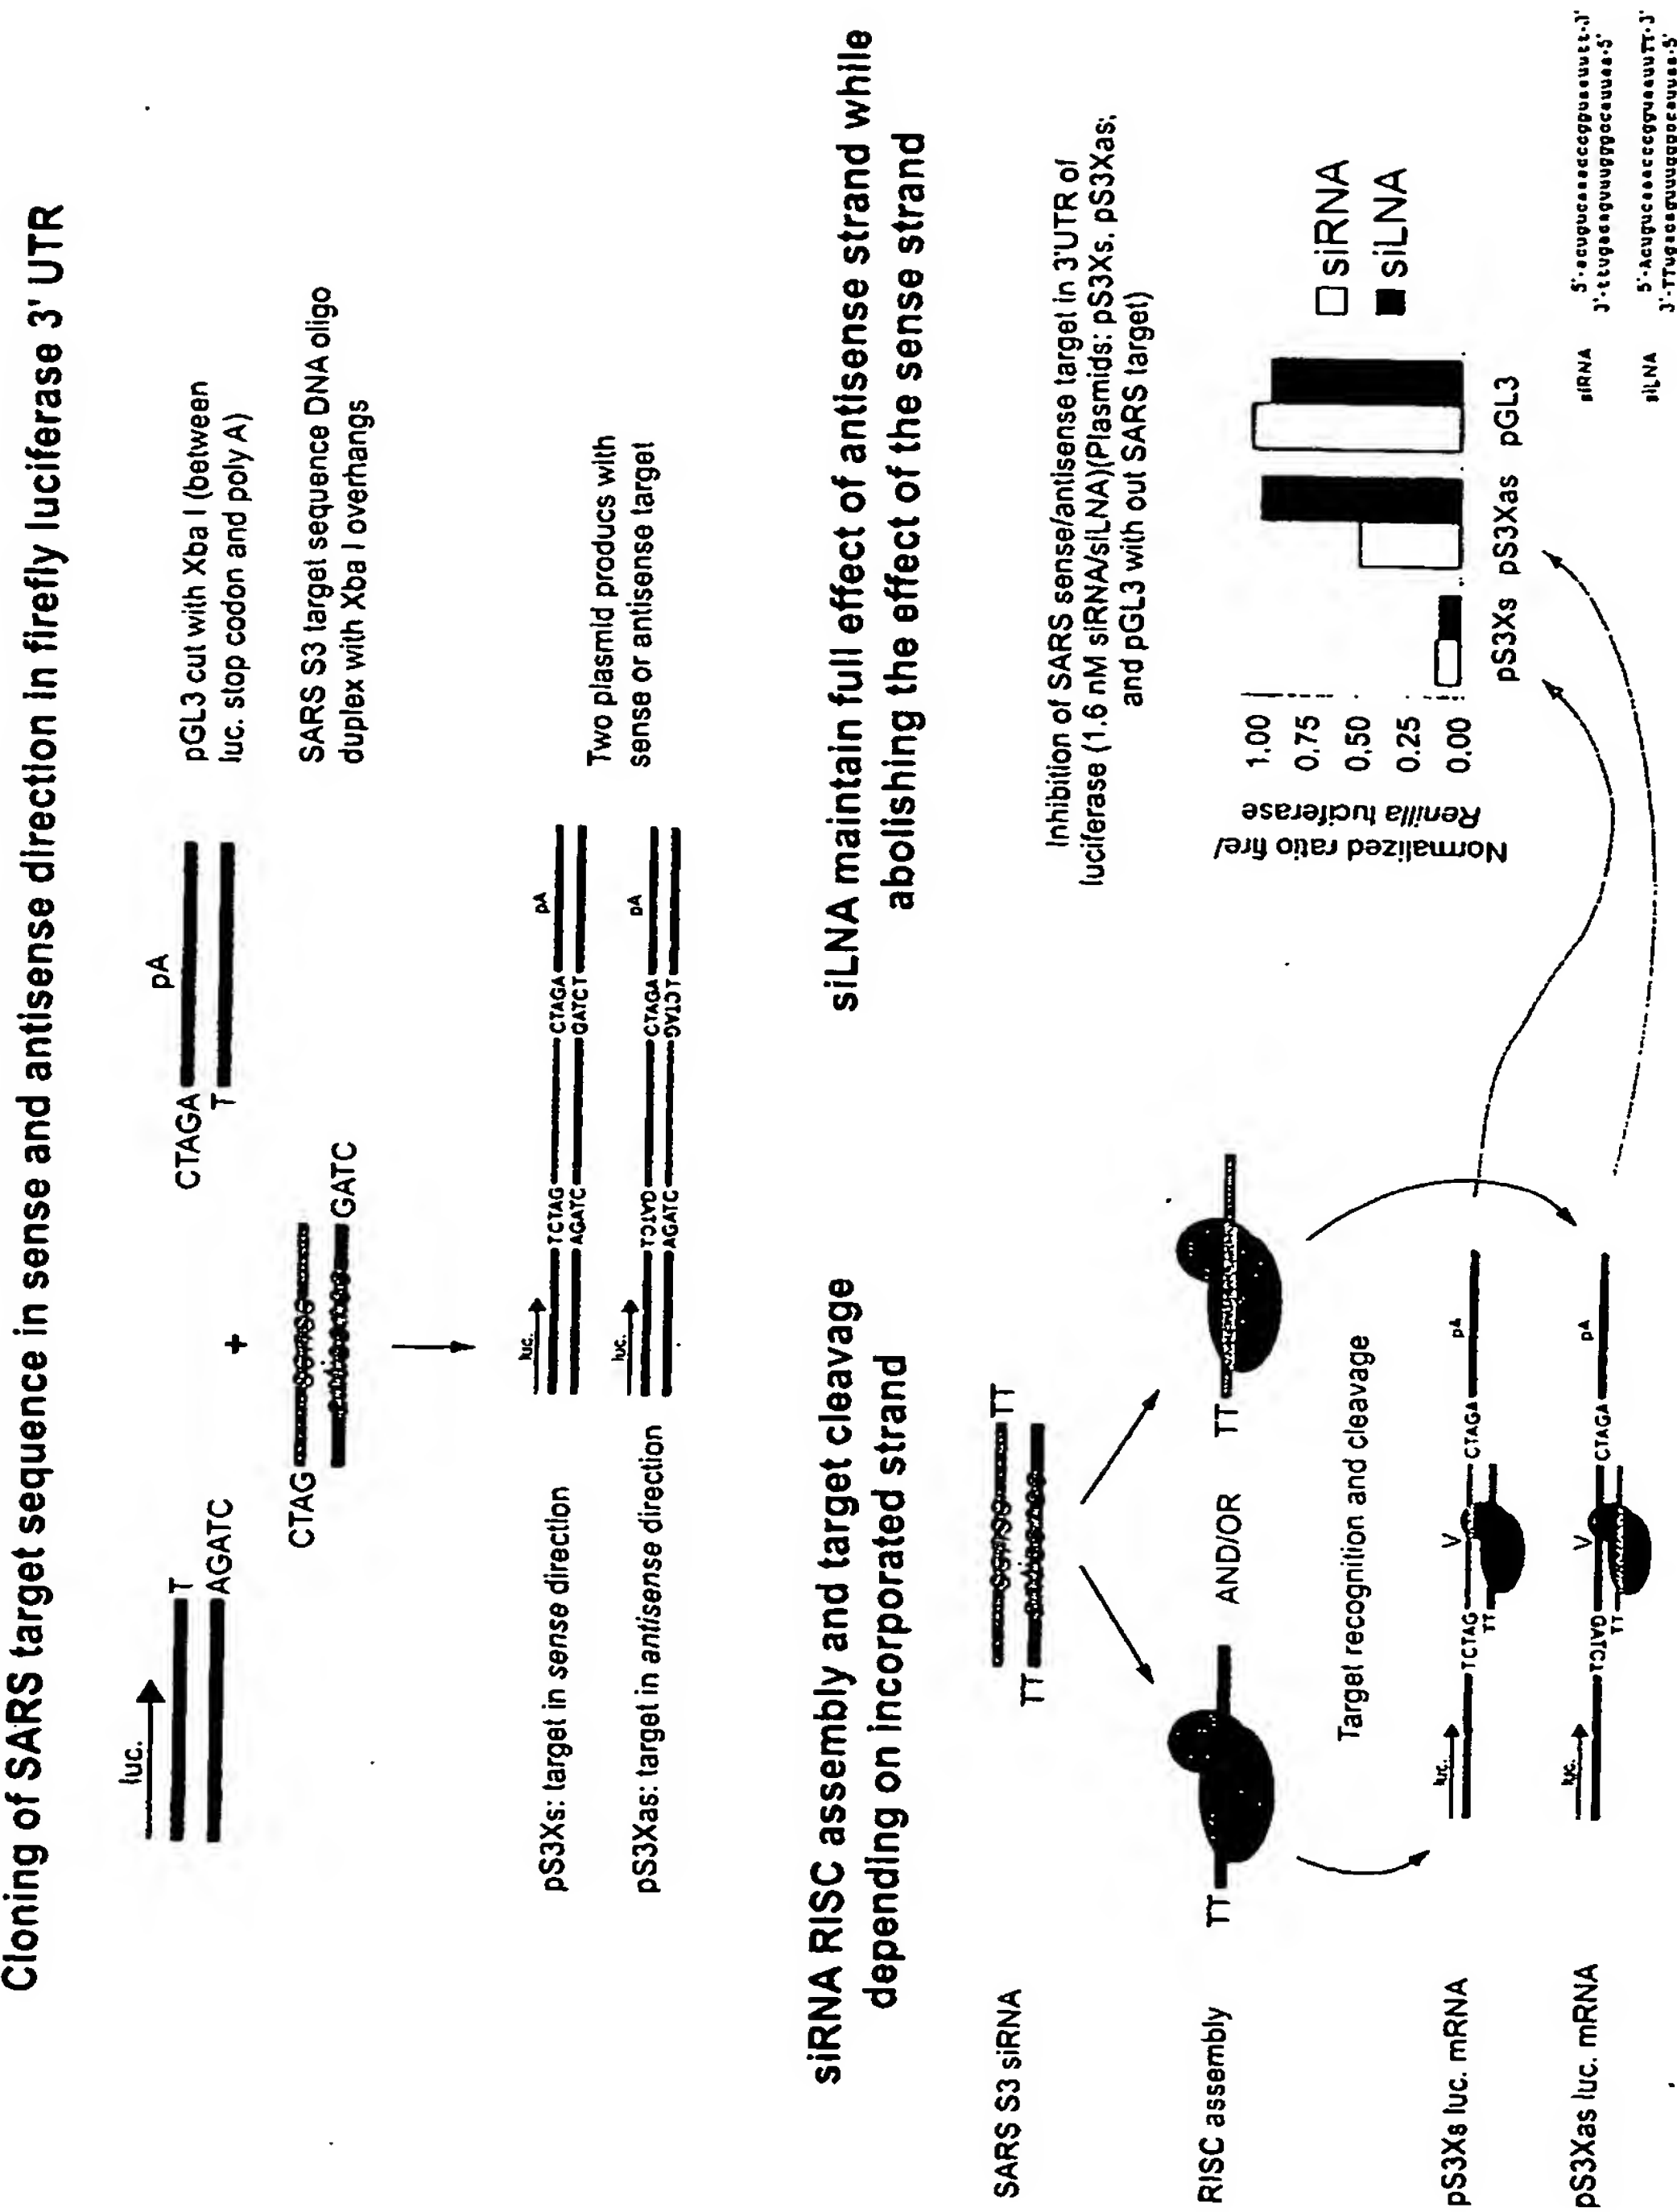 Cloning of SARS target sequence in sense and antisense direction in firefly luciferase 3' UTR
luc.
T
AGATC
pA
CTAGA
T
pGL3 cut with Xba I (between
luc. stop codon and poly A)
+
CTAG
GATC
SARS S3 target sequence DNA oligo
duplex with Xba I overhangs
pS3Xs: target in sense direction
luc.
TCTAG
CTAGA
AGATC
GATCT
pA
Two plasmid producs with
sense or antisense target
pS3Xas: target in antisense direction
luc.
CTAGA
AGATC
pA
siRNA RISC assembly and target cleavage
depending on incorporated strand
SARS S3 siRNA
TT
TT
RISC assembly
TT
AND/OR
TT
Target recognition and cleavage
pS3Xs luc. mRNA
luc.
TCTAG
V
CTAGA
pA
TT
pS3Xas luc. mRNA
luc.
V
CTAGA
pA
TT
siLNA maintain full effect of antisense strand while
abolishing the effect of the sense strand
Inhibition of SARS sense/antisense target in 3'UTR of
luciferase (1.6 nM siRNA/siLNA)(Plasmids: pS3Xs, pS3Xas;
and pGL3 with out SARS target)
Normalized ratio fire/
Renilla luciferase
1.00
0.75
0.50
0.25
0.00
pS3Xs
pS3Xas
pGL3
siRNA
siLNA
siRNA
siLNA